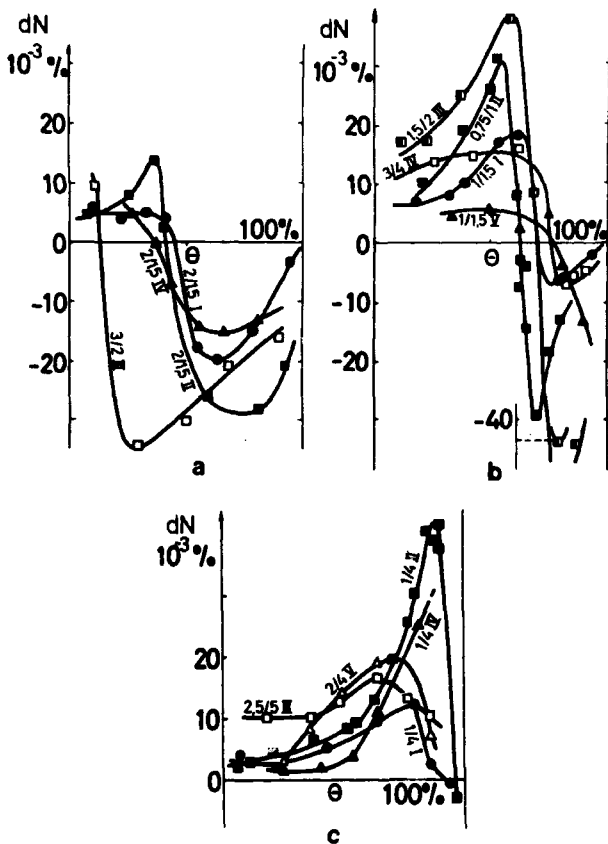 dN
10⁻³%
20
10
0
-10
-20
100%
Θ
3/2 III
2/1,5 IV
2/1,5 I
2/1,5 II
a
dN
10⁻³%
30
20
10
0
-10
-20
-40
100%
Θ
1,5/2 III
0,75/1 II
3/4 IV
1/1,5 I
1/1,5 V
b
dN
10⁻³%
20
10
0
100%
Θ
1/4 II
1/4 IV
2/4 V
2,5/5 III
1/4 I
c